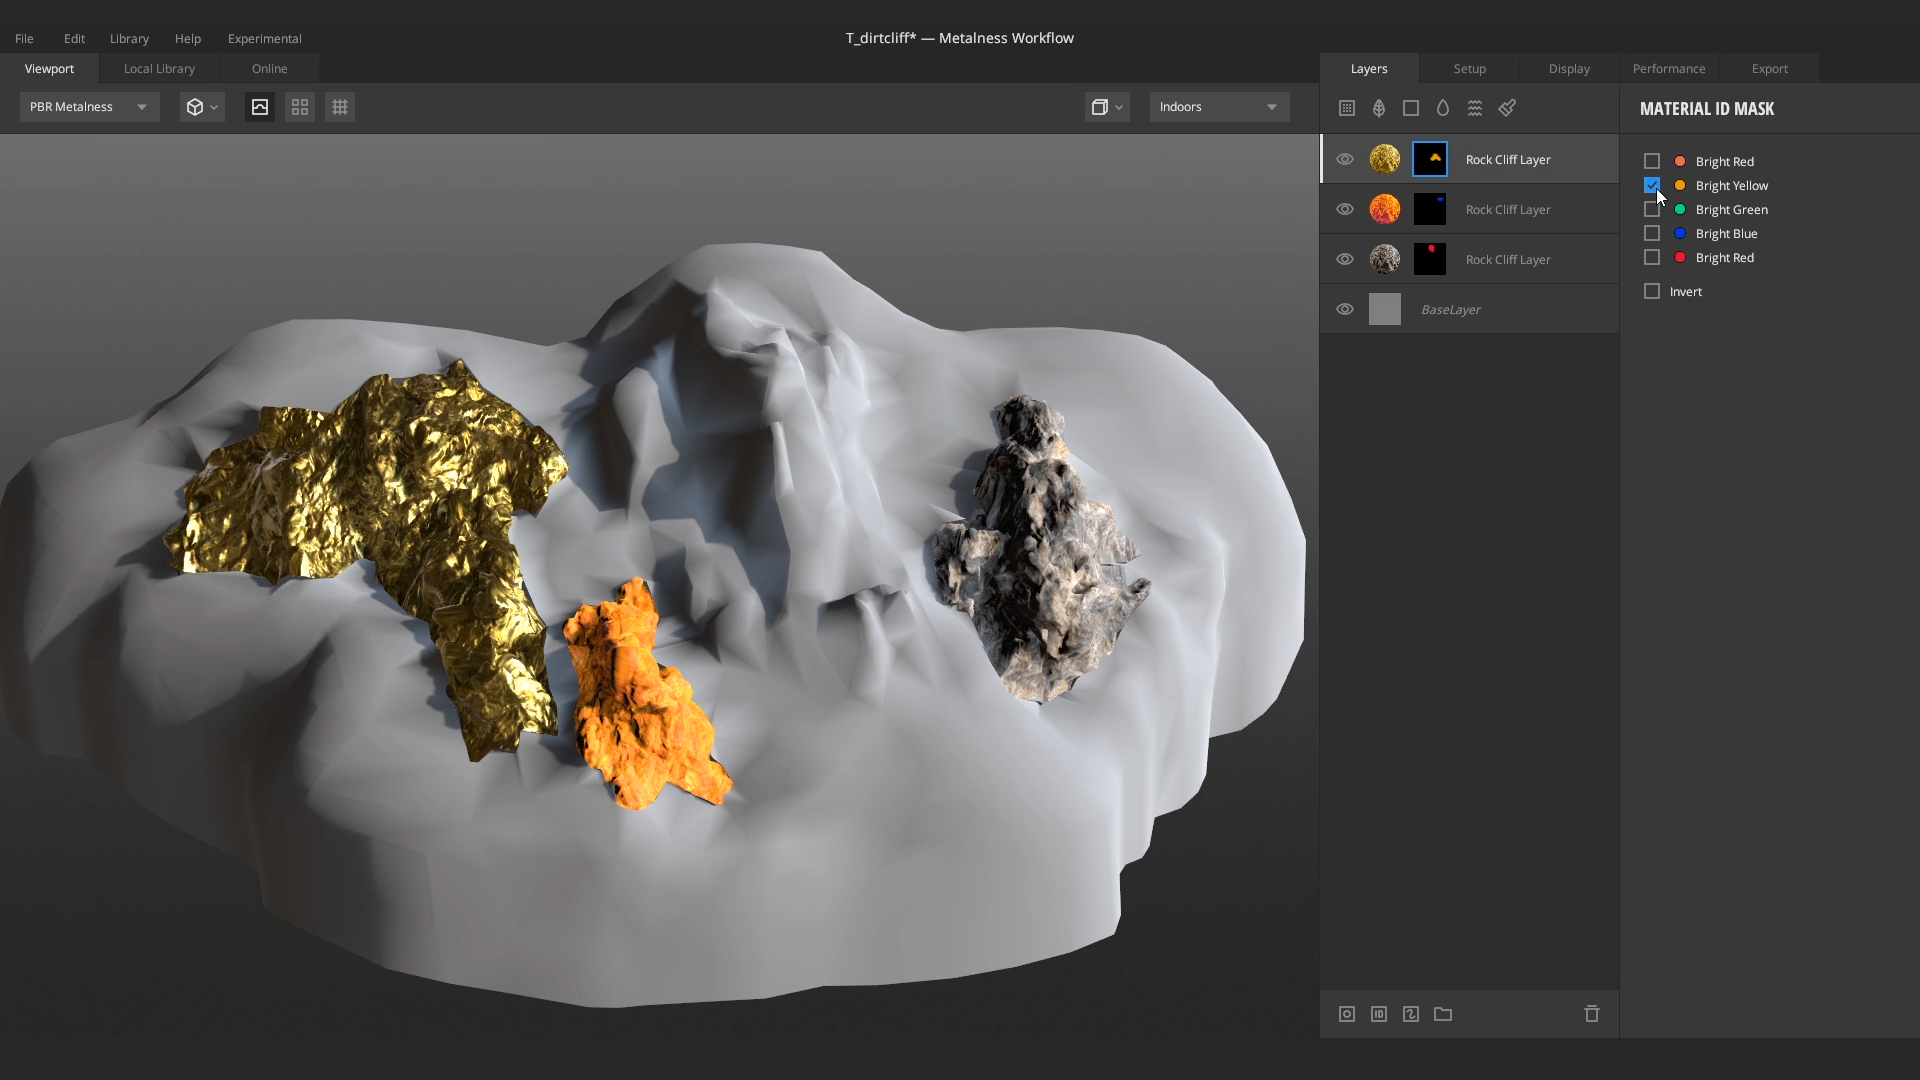 T_dirtcliff* — Metalness Workflow
File Edit Library Help Experimental
Viewport Local Library Online
Layers Setup Display Performance Export
PBR Metalness
Indoors
MATERIAL ID MASK
Rock Cliff Layer
Rock Cliff Layer
Rock Cliff Layer
BaseLayer
Bright Red
Bright Yellow
Bright Green
Bright Blue
Bright Red
Invert
ID